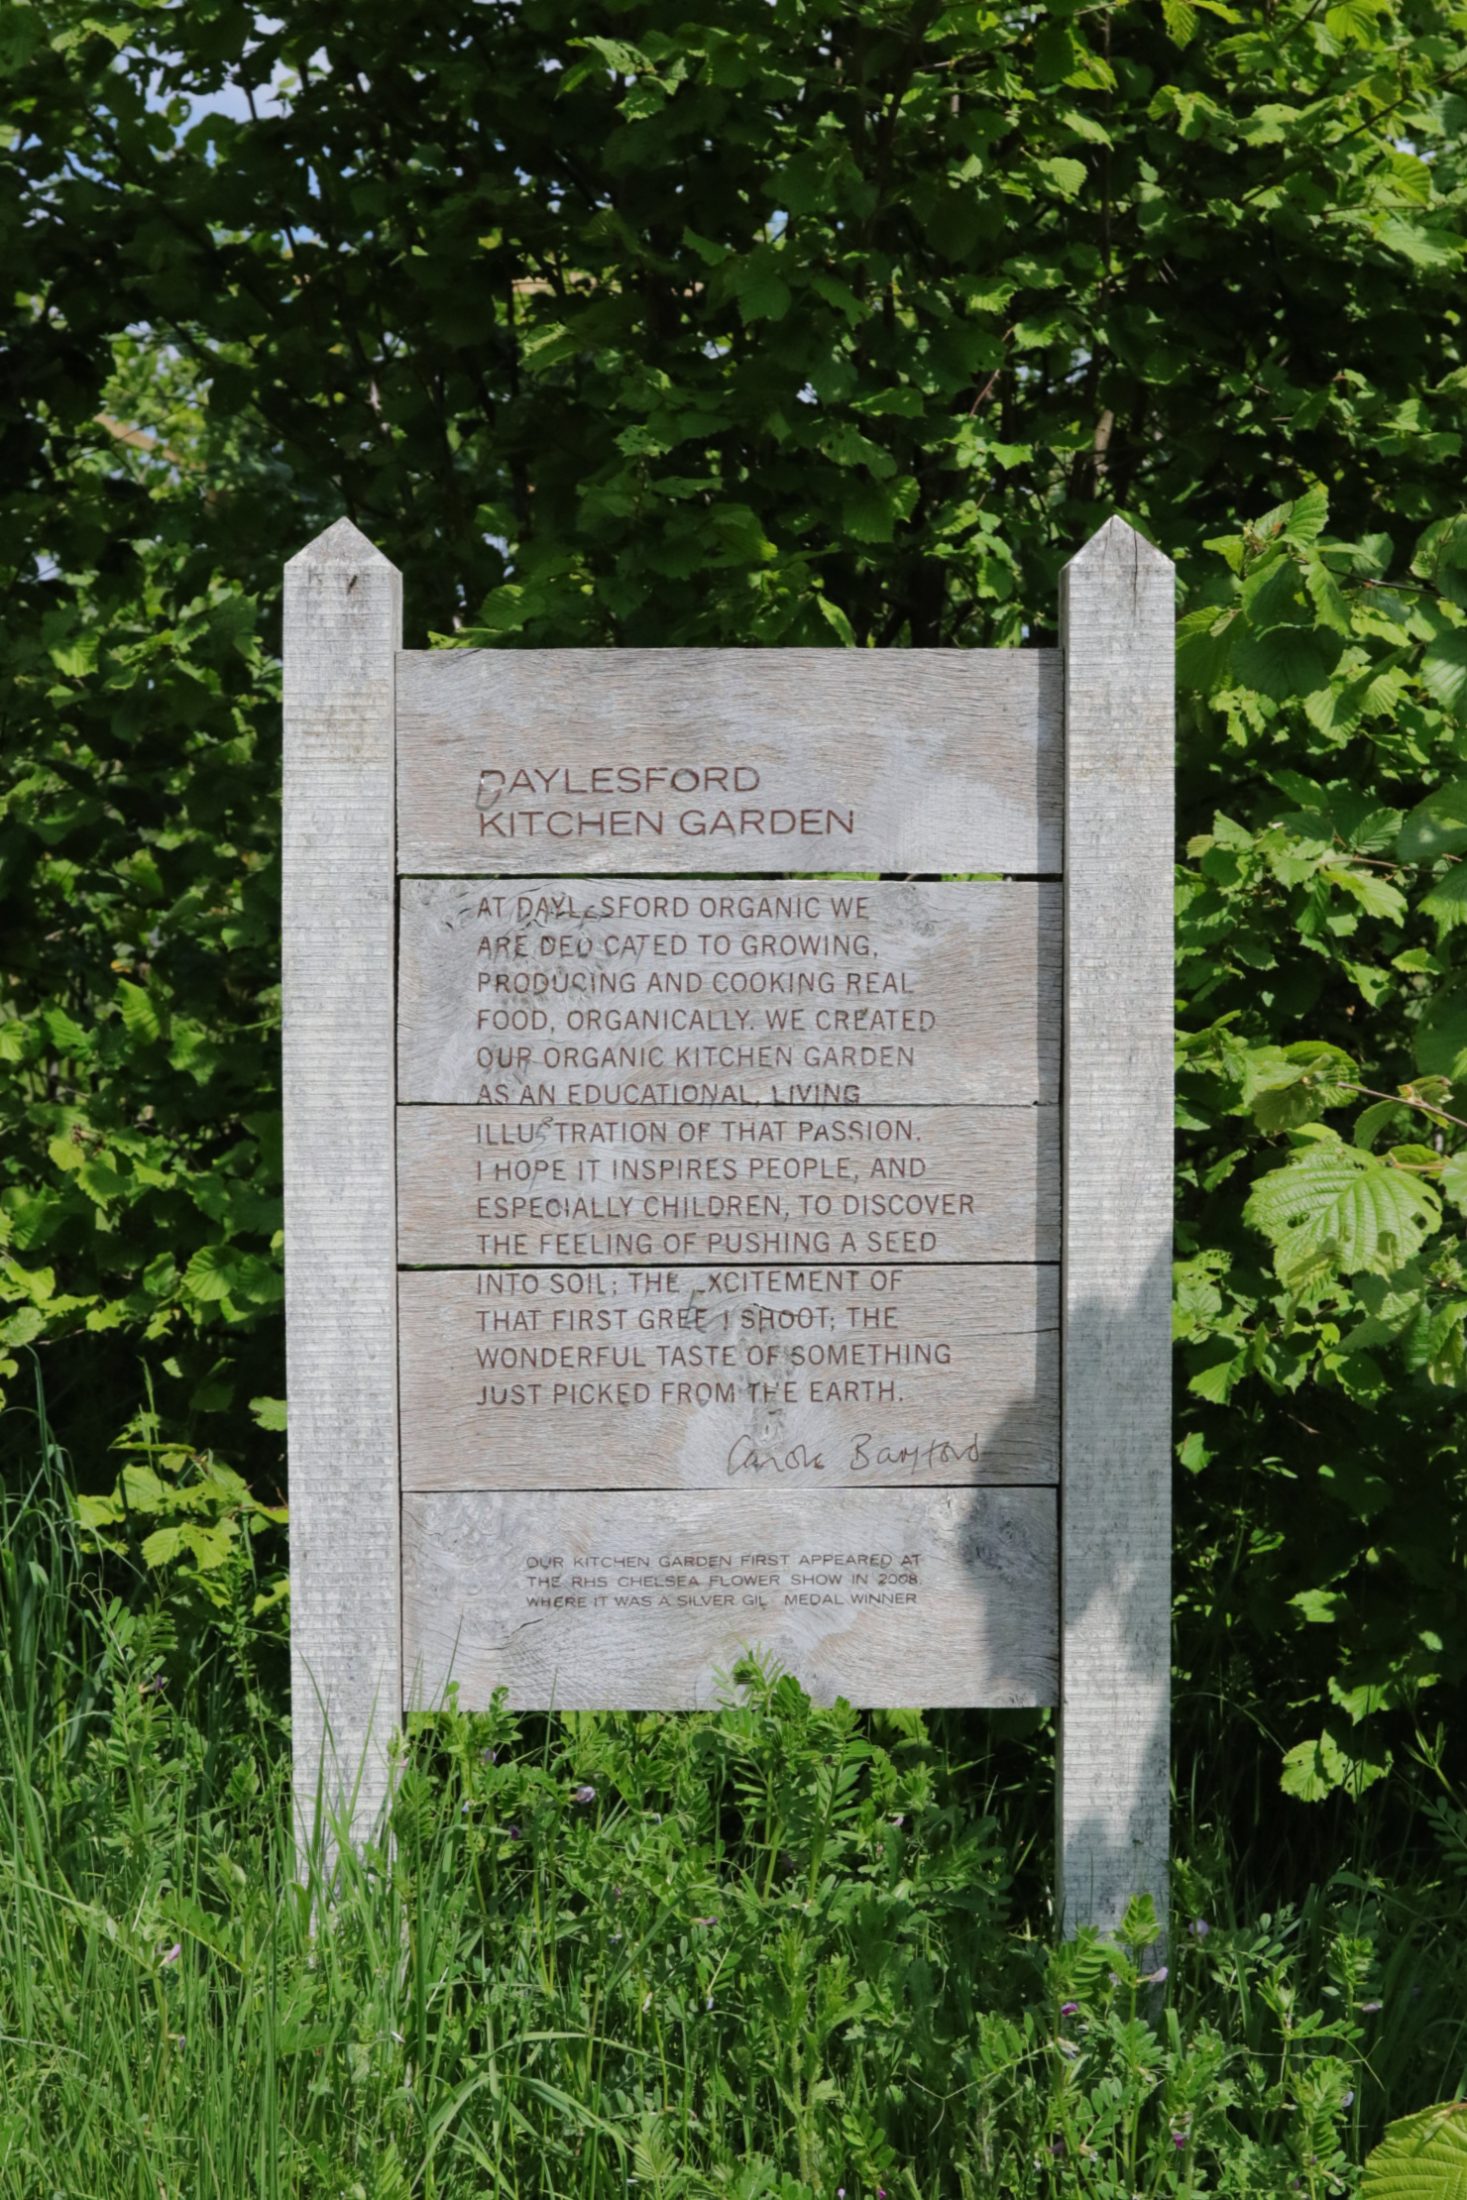 DAYLESFORD
KITCHEN GARDEN
AT DAYLESFORD ORGANIC WE
ARE DEDICATED TO GROWING,
PRODUCING AND COOKING REAL
FOOD, ORGANICALLY. WE CREATED
OUR ORGANIC KITCHEN GARDEN
AS AN EDUCATIONAL, LIVING
ILLUSTRATION OF THAT PASSION.
I HOPE IT INSPIRES PEOPLE, AND
ESPECIALLY CHILDREN, TO DISCOVER
THE FEELING OF PUSHING A SEED
INTO SOIL; THE EXCITEMENT OF
THAT FIRST GREEN SHOOT; THE
WONDERFUL TASTE OF SOMETHING
JUST PICKED FROM THE EARTH.
Carole Bamford
OUR KITCHEN GARDEN FIRST APPEARED AT
THE RHS CHELSEA FLOWER SHOW IN 2008,
WHERE IT WAS A SILVER GILT MEDAL WINNER